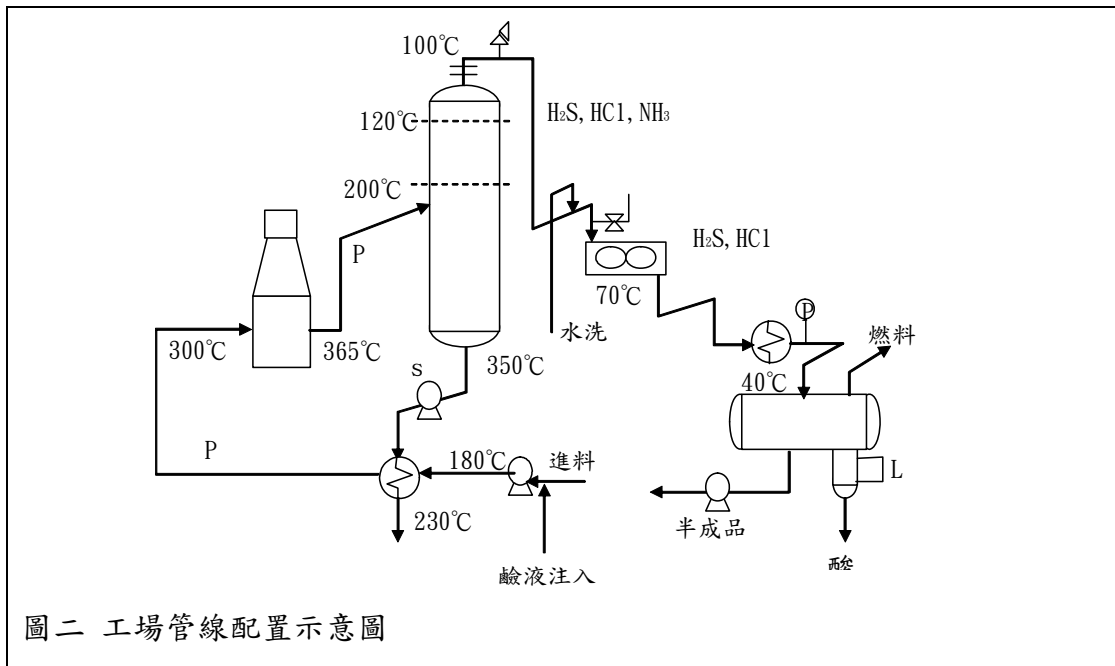 100℃
H₂S, HCl, NH₃
120℃
200℃
P
H₂S, HCl
70℃
水洗
P
燃料
300℃
365℃
350℃
40℃
s
P
180℃
進料
L
230℃
半成品
鹼液注入
酸
圖二 工場管線配置示意圖